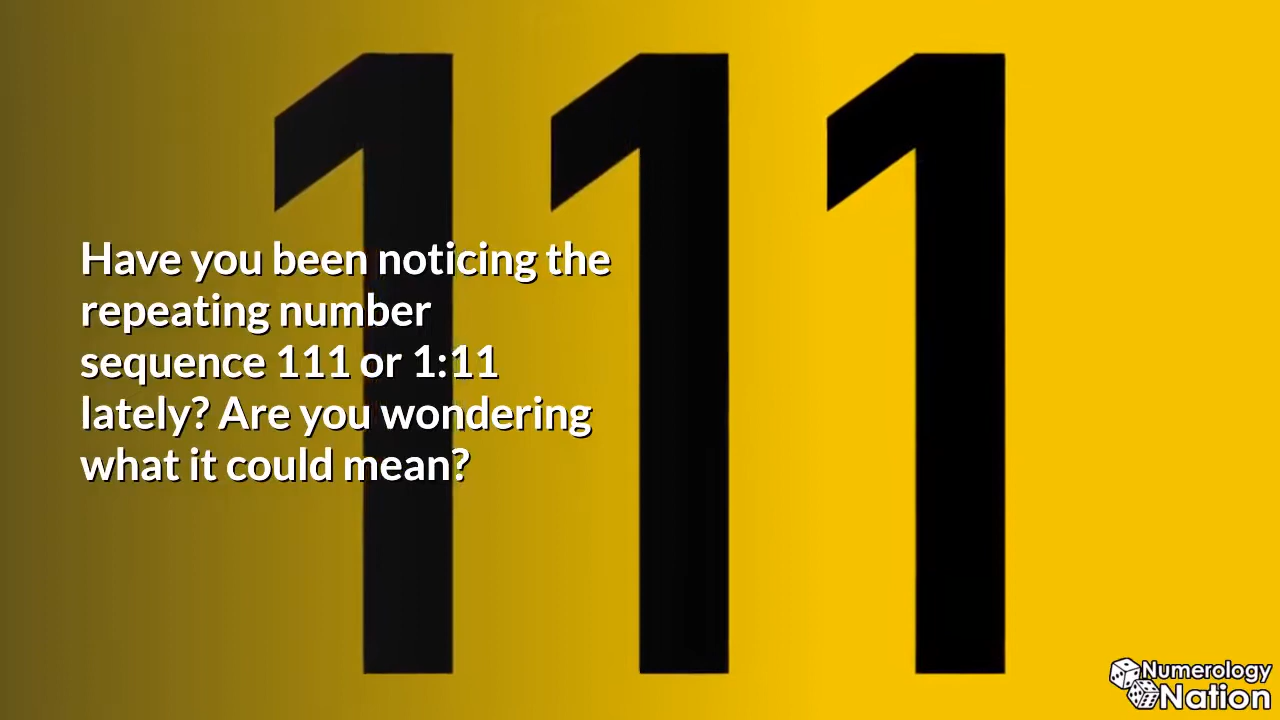 111
Have you been noticing the
repeating number
sequence 111 or 1:11
lately? Are you wondering
what it could mean?
Numerology
Nation